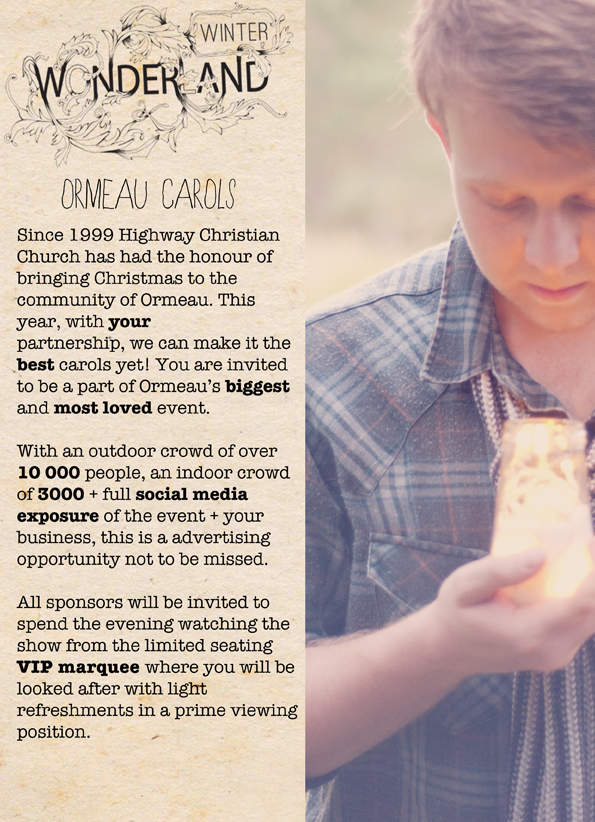 WINTER
WONDERLAND
ORMEAU CAROLS
Since 1999 Highway Christian
Church has had the honour of
bringing Christmas to the
community of Ormeau. This
year, with your
partnership, we can make it the
best carols yet! You are invited
to be a part of Ormeau's biggest
and most loved event.
With an outdoor crowd of over
10 000 people, an indoor crowd
of 3000 + full social media
exposure of the event + your
business, this is a advertising
opportunity not to be missed.
All sponsors will be invited to
spend the evening watching the
show from the limited seating
VIP marquee where you will be
looked after with light
refreshments in a prime viewing
position.